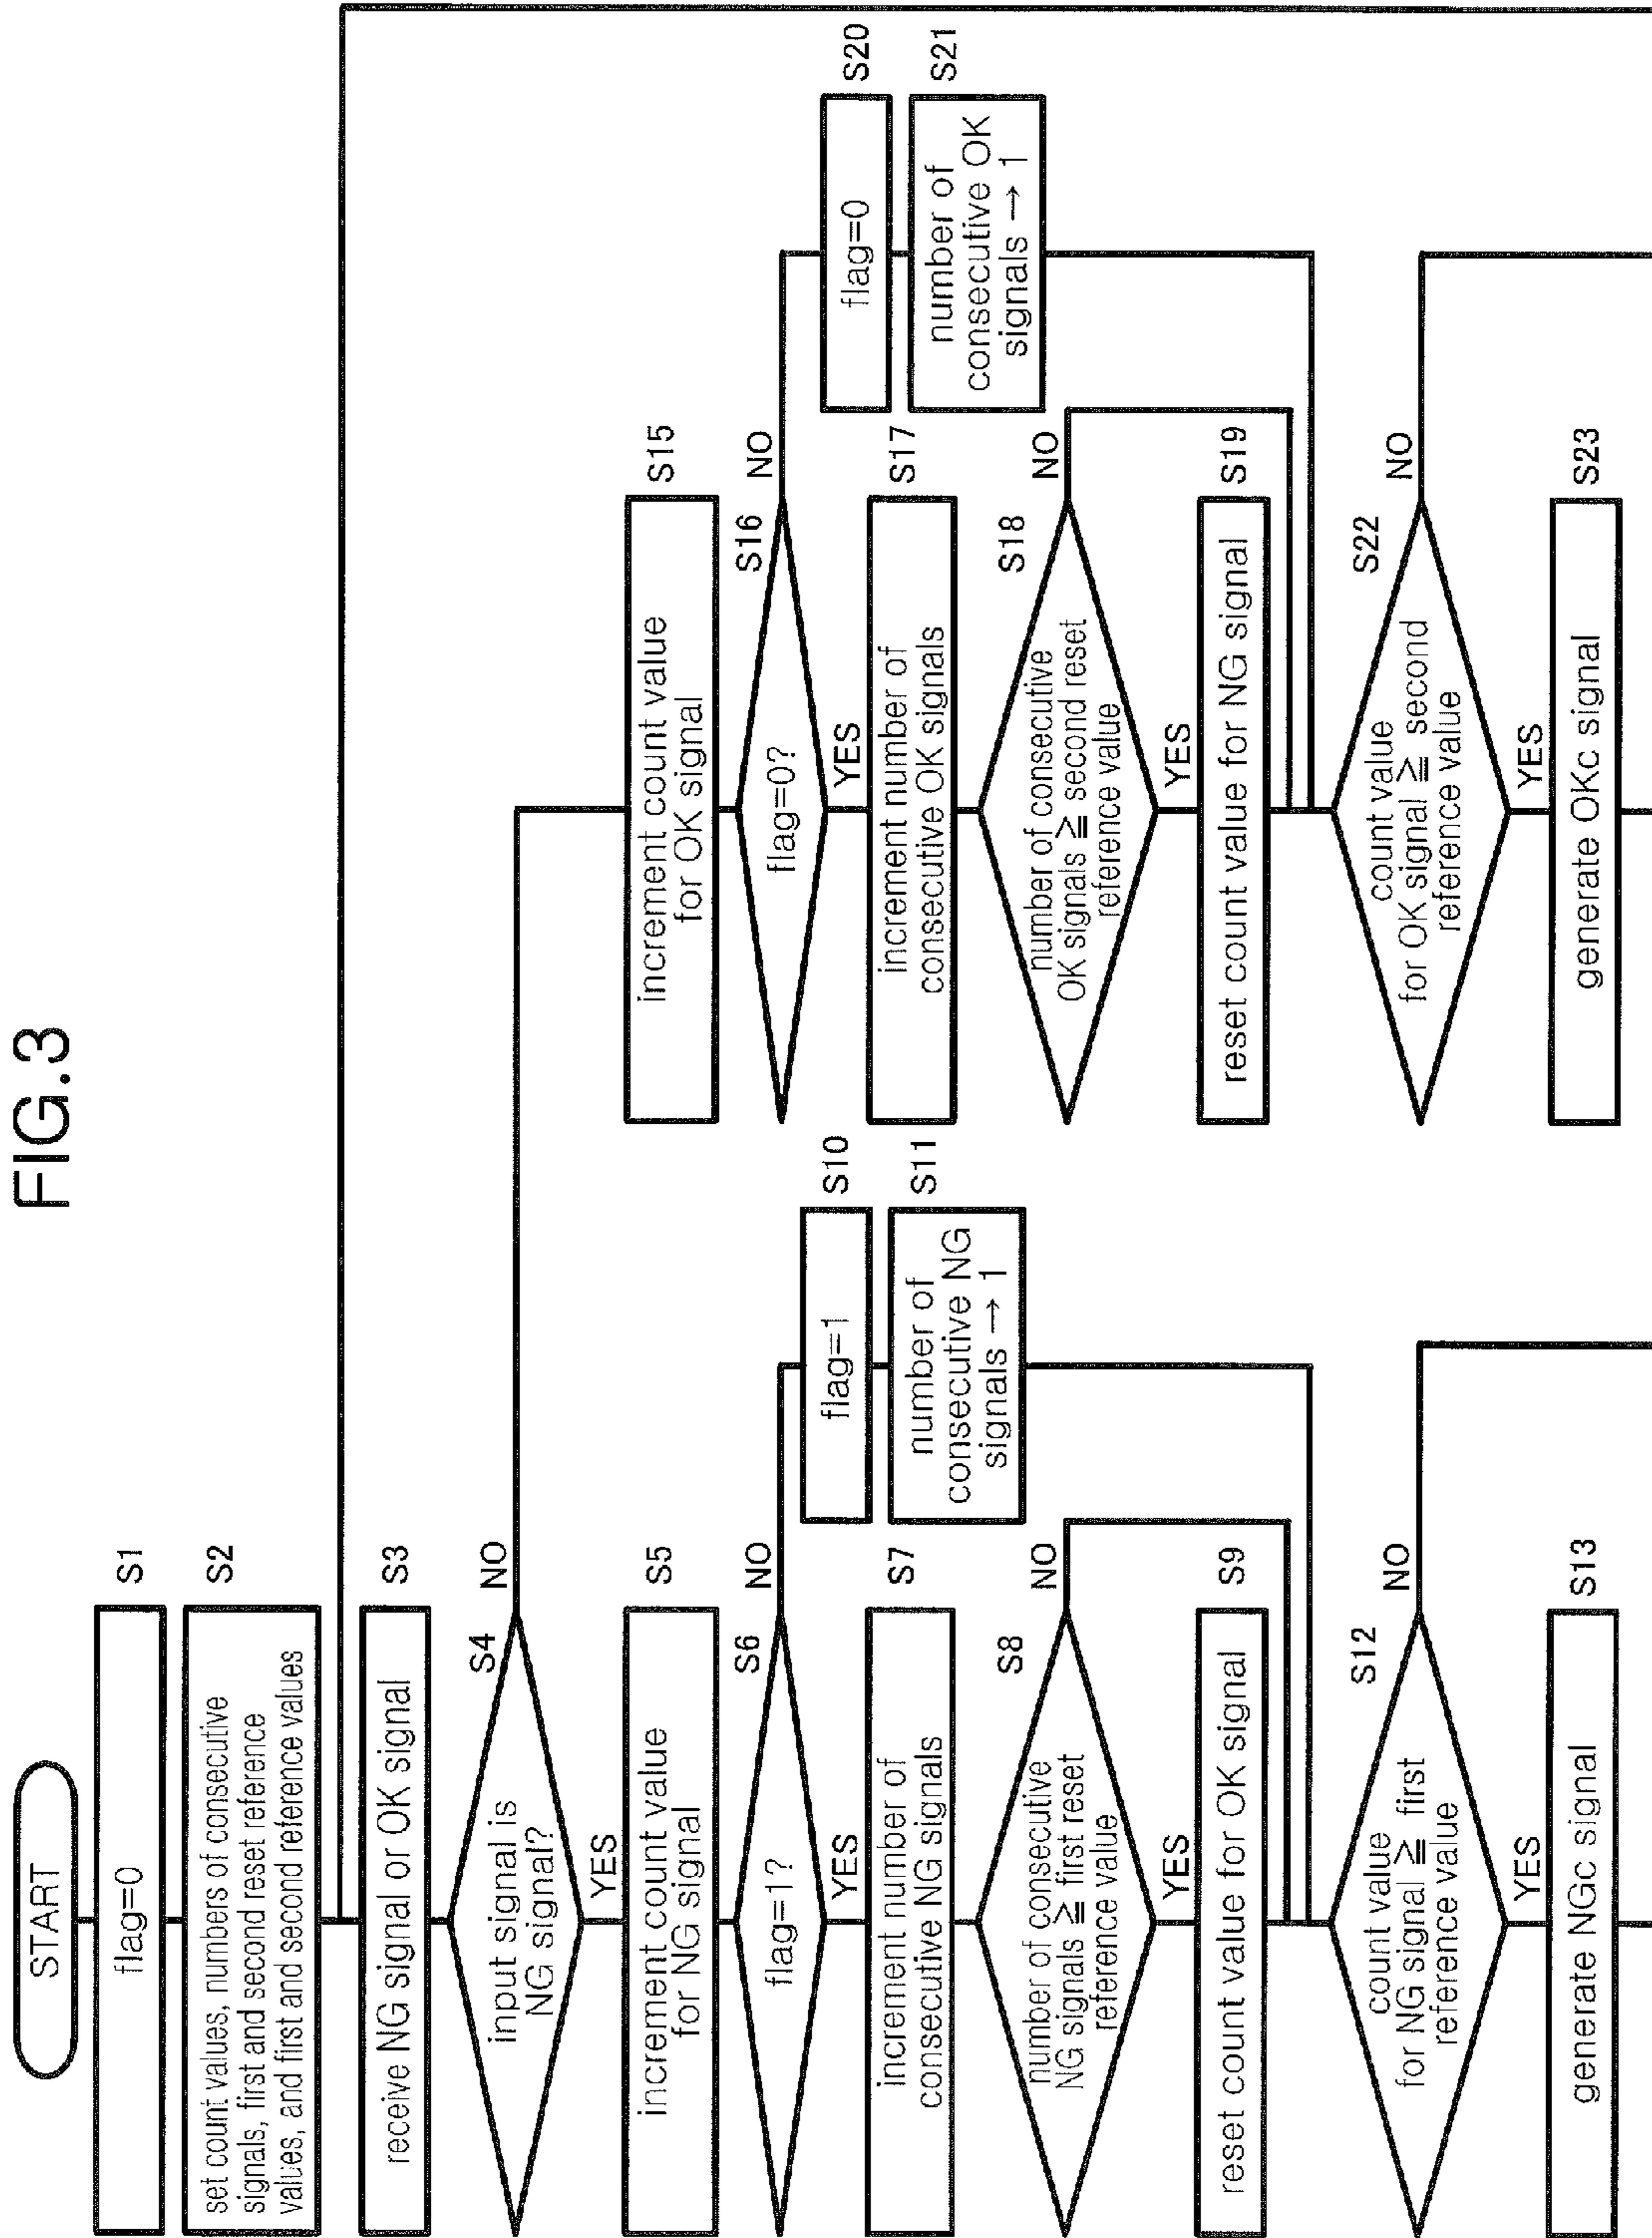 FIG.3
START
flag=0
S1
set count values, numbers of consecutive
signals, first and second reset reference
values, and first and second reference values
S2
receive NG signal or OK signal
S3
input signal is
NG signal?
S4
NO
YES
increment count value
for NG signal
S5
flag=1?
S6
NO
YES
increment number of
consecutive NG signals
S7
number of consecutive
NG signals ≧ first reset
reference value
S8
NO
YES
reset count value for OK signal
S9
flag=1
S10
number of
consecutive NG
signals → 1
S11
count value
for NG signal ≧ first
reference value
S12
NO
YES
generate NGc signal
S13
increment count value
for OK signal
S15
flag=0?
S16
NO
YES
increment number of
consecutive OK signals
S17
number of consecutive
OK signals ≧ second reset
reference value
S18
NO
YES
reset count value for NG signal
S19
flag=0
S20
number of
consecutive OK
signals → 1
S21
count value
for OK signal ≧ second
reference value
S22
NO
YES
generate OKc signal
S23